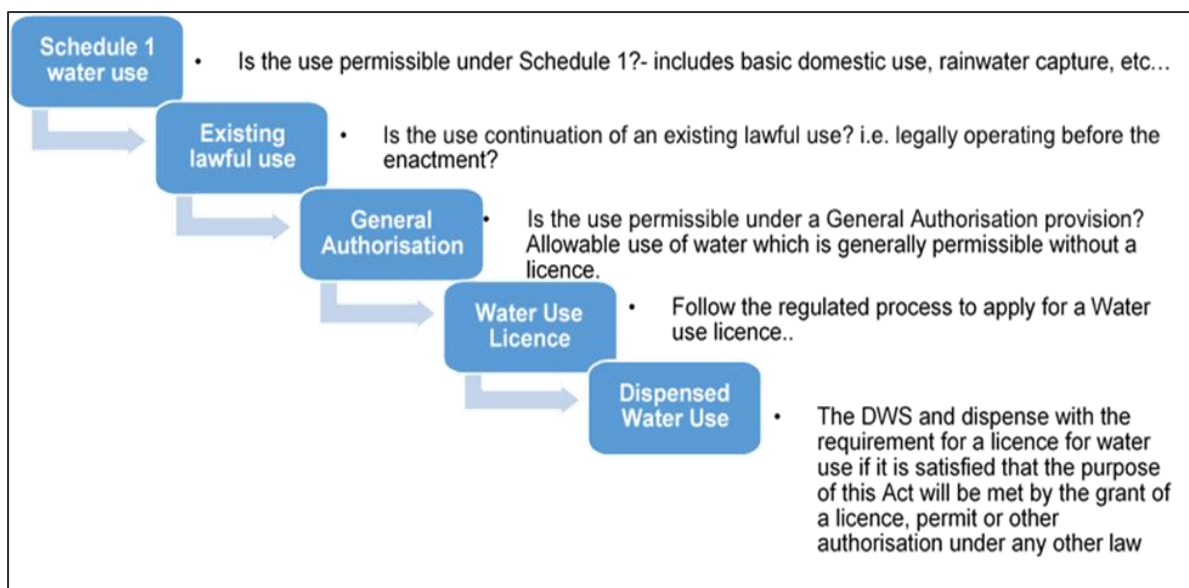 Schedule 1
water use
• Is the use permissible under Schedule 1?- includes basic domestic use, rainwater capture, etc…
Existing
lawful use
• Is the use continuation of an existing lawful use? i.e. legally operating before the
enactment?
General
Authorisation
• Is the use permissible under a General Authorisation provision?
Allowable use of water which is generally permissible without a
licence.
Water Use
Licence
• Follow the regulated process to apply for a Water
use licence..
Dispensed
Water Use
• The DWS and dispense with the
requirement for a licence for water
use if it is satisfied that the purpose
of this Act will be met by the grant of
a licence, permit or other
authorisation under any other law